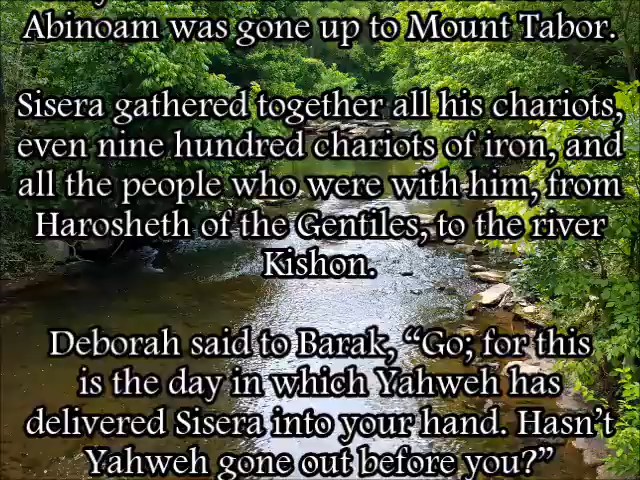 Abinoam was gone up to Mount Tabor.
Sisera gathered together all his chariots,
even nine hundred chariots of iron, and
all the people who were with him, from
Harosheth of the Gentiles, to the river
Kishon.
Deborah said to Barak, “Go; for this
is the day in which Yahweh has
delivered Sisera into your hand. Hasn’t
Yahweh gone out before you?”